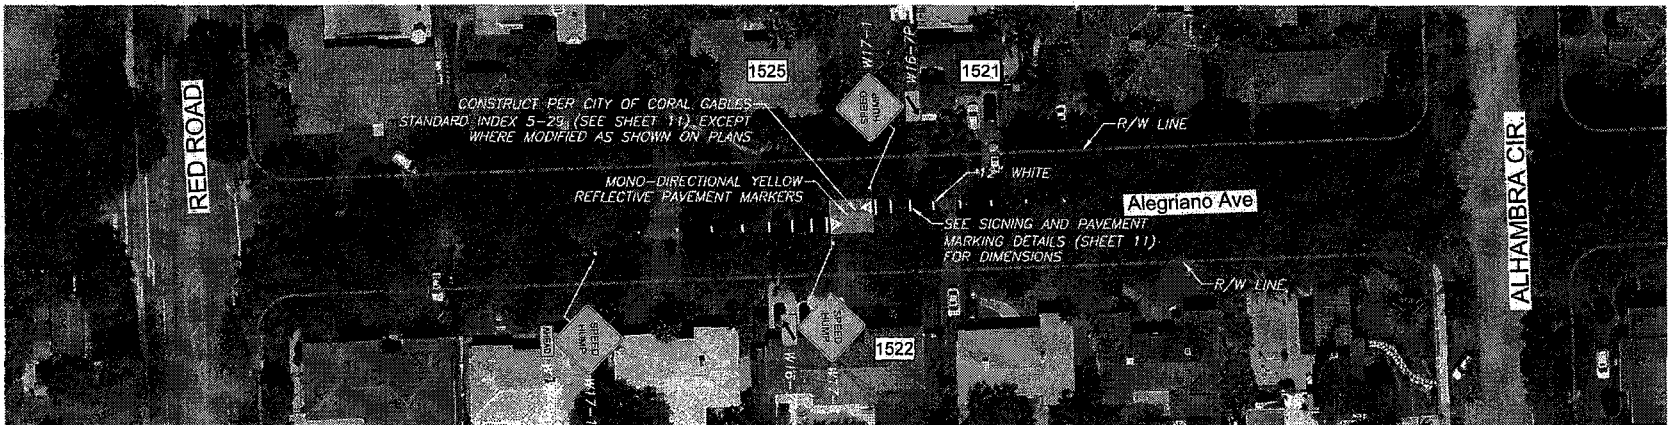 1525
1521
W17-1
W16-7P
SPEED
HUMP
RED ROAD
CONSTRUCT PER CITY OF CORAL GABLES
STANDARD INDEX 5-29 (SEE SHEET 11) EXCEPT
WHERE MODIFIED AS SHOWN ON PLANS
R/W LINE
ALHAMBRA CIR.
MONO-DIRECTIONAL YELLOW
REFLECTIVE PAVEMENT MARKERS
12" WHITE
Alegriano Ave
SEE SIGNING AND PAVEMENT
MARKING DETAILS (SHEET 11)
FOR DIMENSIONS
R/W LINE
SPEED
HUMP
W17-1
SPEED
HUMP
1522